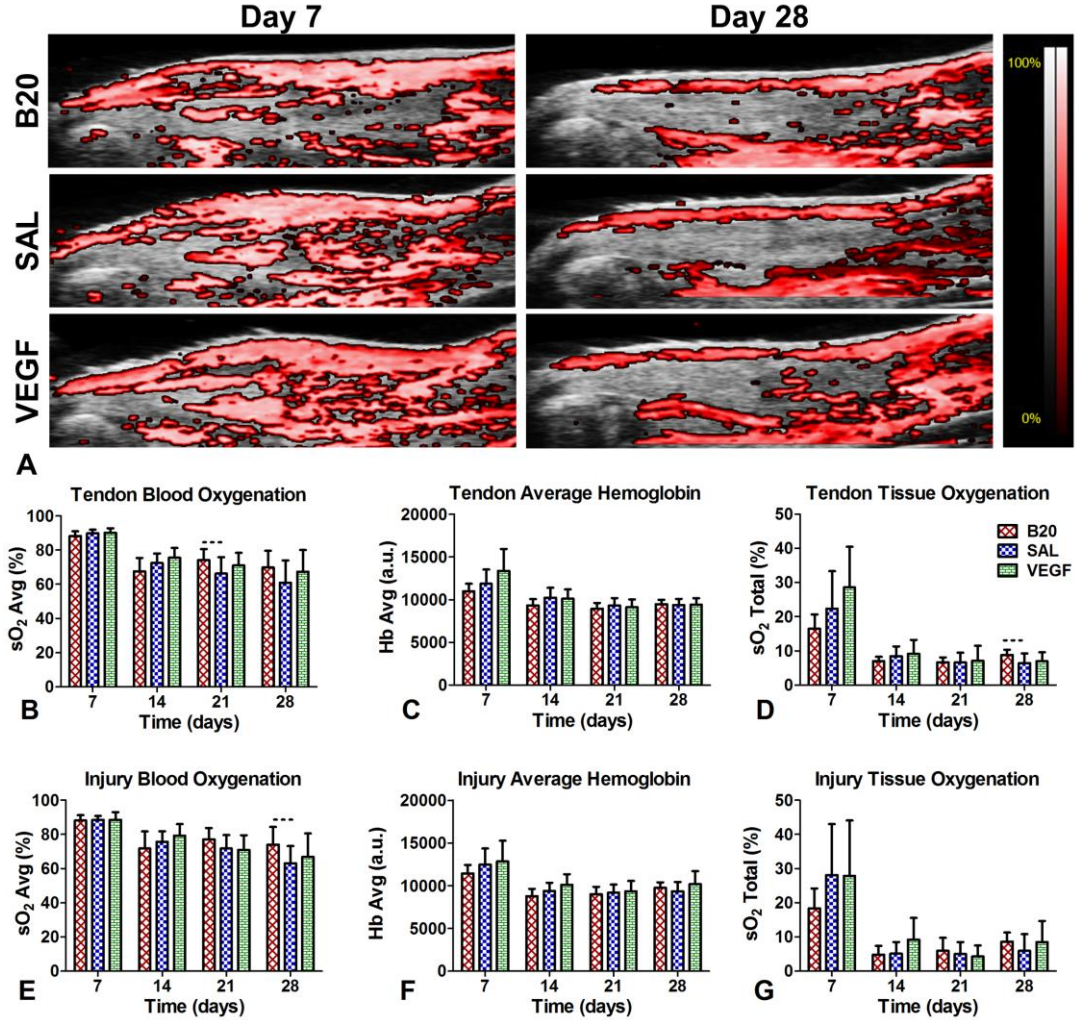 Day 7
Day 28
B20
SAL
VEGF
100%
0%
A
Tendon Blood Oxygenation
sO2 Avg (%)
100
80
60
40
20
0
7
14
21
28
B
Time (days)
Tendon Average Hemoglobin
Hb Avg (a.u.)
20000
15000
10000
5000
0
7
14
21
28
C
Time (days)
Tendon Tissue Oxygenation
sO2 Total (%)
50
40
30
20
10
0
B20
SAL
VEGF
7
14
21
28
D
Time (days)
Injury Blood Oxygenation
sO2 Avg (%)
100
80
60
40
20
0
7
14
21
28
E
Time (days)
Injury Average Hemoglobin
Hb Avg (a.u.)
20000
15000
10000
5000
0
7
14
21
28
F
Time (days)
Injury Tissue Oxygenation
sO2 Total (%)
50
40
30
20
10
0
7
14
21
28
G
Time (days)